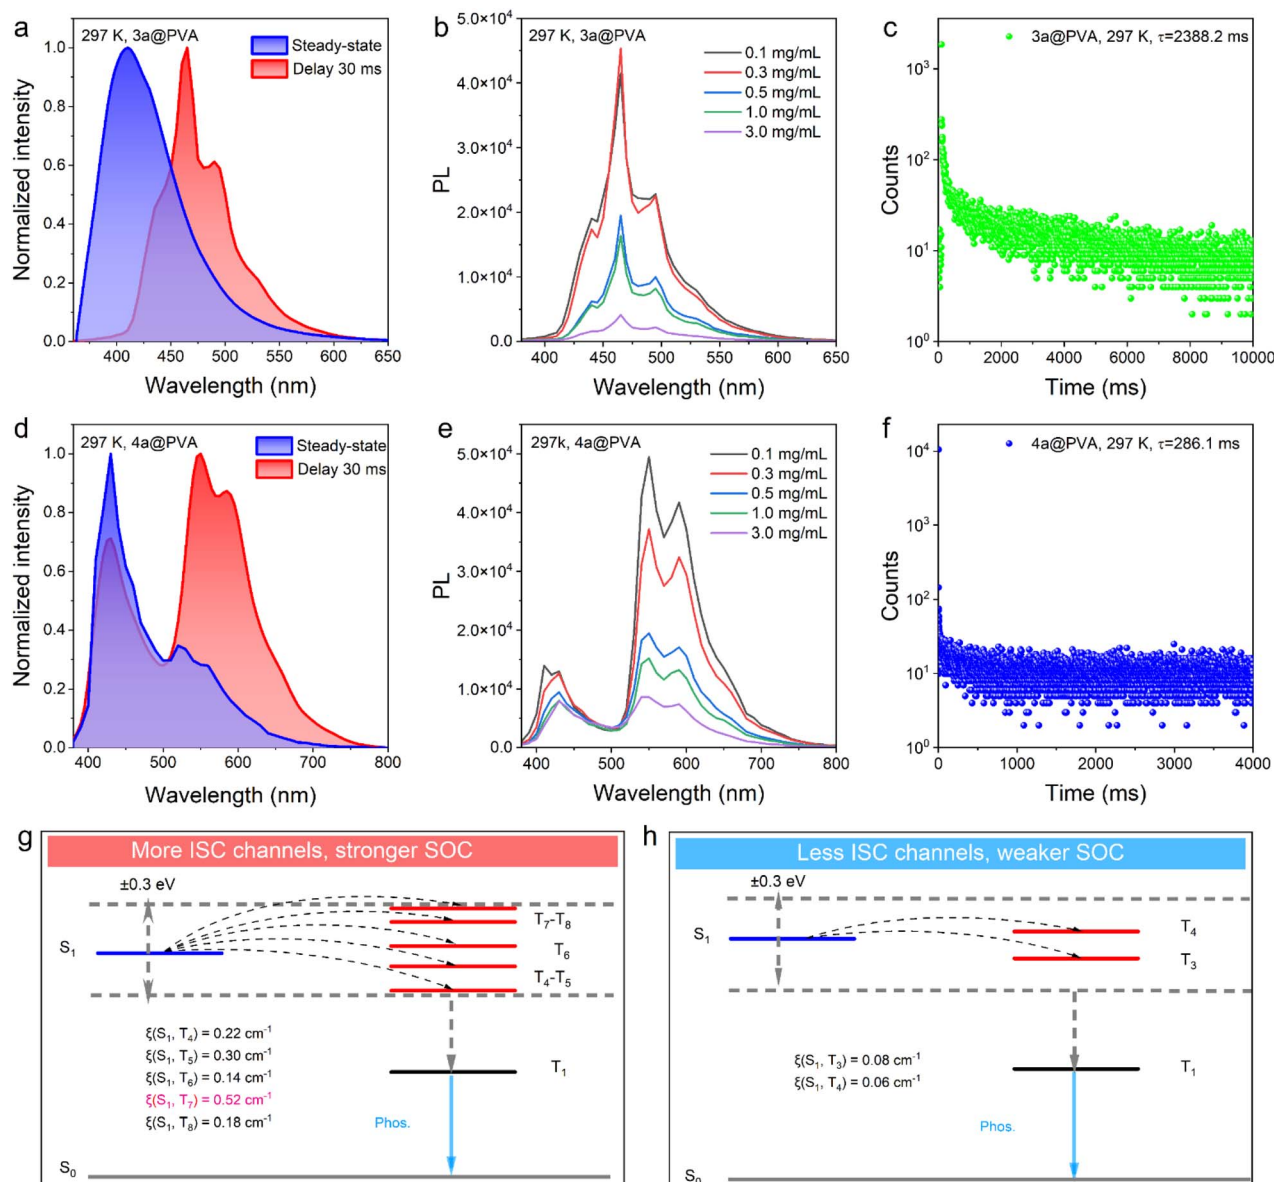 a
297 K, 3a@PVA
Steady-state
Delay 30 ms
Normalized intensity
1.0
0.8
0.6
0.4
0.2
0.0
400 450 500 550 600 650
Wavelength (nm)
b
297 K, 3a@PVA
0.1 mg/mL
0.3 mg/mL
0.5 mg/mL
1.0 mg/mL
3.0 mg/mL
PL
5.0×10⁴
4.0×10⁴
3.0×10⁴
2.0×10⁴
1.0×10⁴
0.0
400 450 500 550 600 650
Wavelength (nm)
c
3a@PVA, 297 K, τ=2388.2 ms
Counts
10³
10²
10¹
10⁰
0 2000 4000 6000 8000 10000
Time (ms)
d
297 K, 4a@PVA
Steady-state
Delay 30 ms
Normalized intensity
1.0
0.8
0.6
0.4
0.2
0.0
400 500 600 700 800
Wavelength (nm)
e
297k, 4a@PVA
0.1 mg/mL
0.3 mg/mL
0.5 mg/mL
1.0 mg/mL
3.0 mg/mL
PL
5.0×10⁴
4.0×10⁴
3.0×10⁴
2.0×10⁴
1.0×10⁴
0.0
400 500 600 700 800
Wavelength (nm)
f
4a@PVA, 297 K, τ=286.1 ms
Counts
10⁴
10³
10²
10¹
10⁰
0 1000 2000 3000 4000
Time (ms)
g
More ISC channels, stronger SOC
±0.3 eV
S₁
T₇-T₈
T₆
T₄-T₅
ξ(S₁, T₄) = 0.22 cm⁻¹
ξ(S₁, T₅) = 0.30 cm⁻¹
ξ(S₁, T₆) = 0.14 cm⁻¹
ξ(S₁, T₇) = 0.52 cm⁻¹
ξ(S₁, T₈) = 0.18 cm⁻¹
T₁
Phos.
S₀
h
Less ISC channels, weaker SOC
±0.3 eV
S₁
T₄
T₃
ξ(S₁, T₃) = 0.08 cm⁻¹
ξ(S₁, T₄) = 0.06 cm⁻¹
T₁
Phos.
S₀